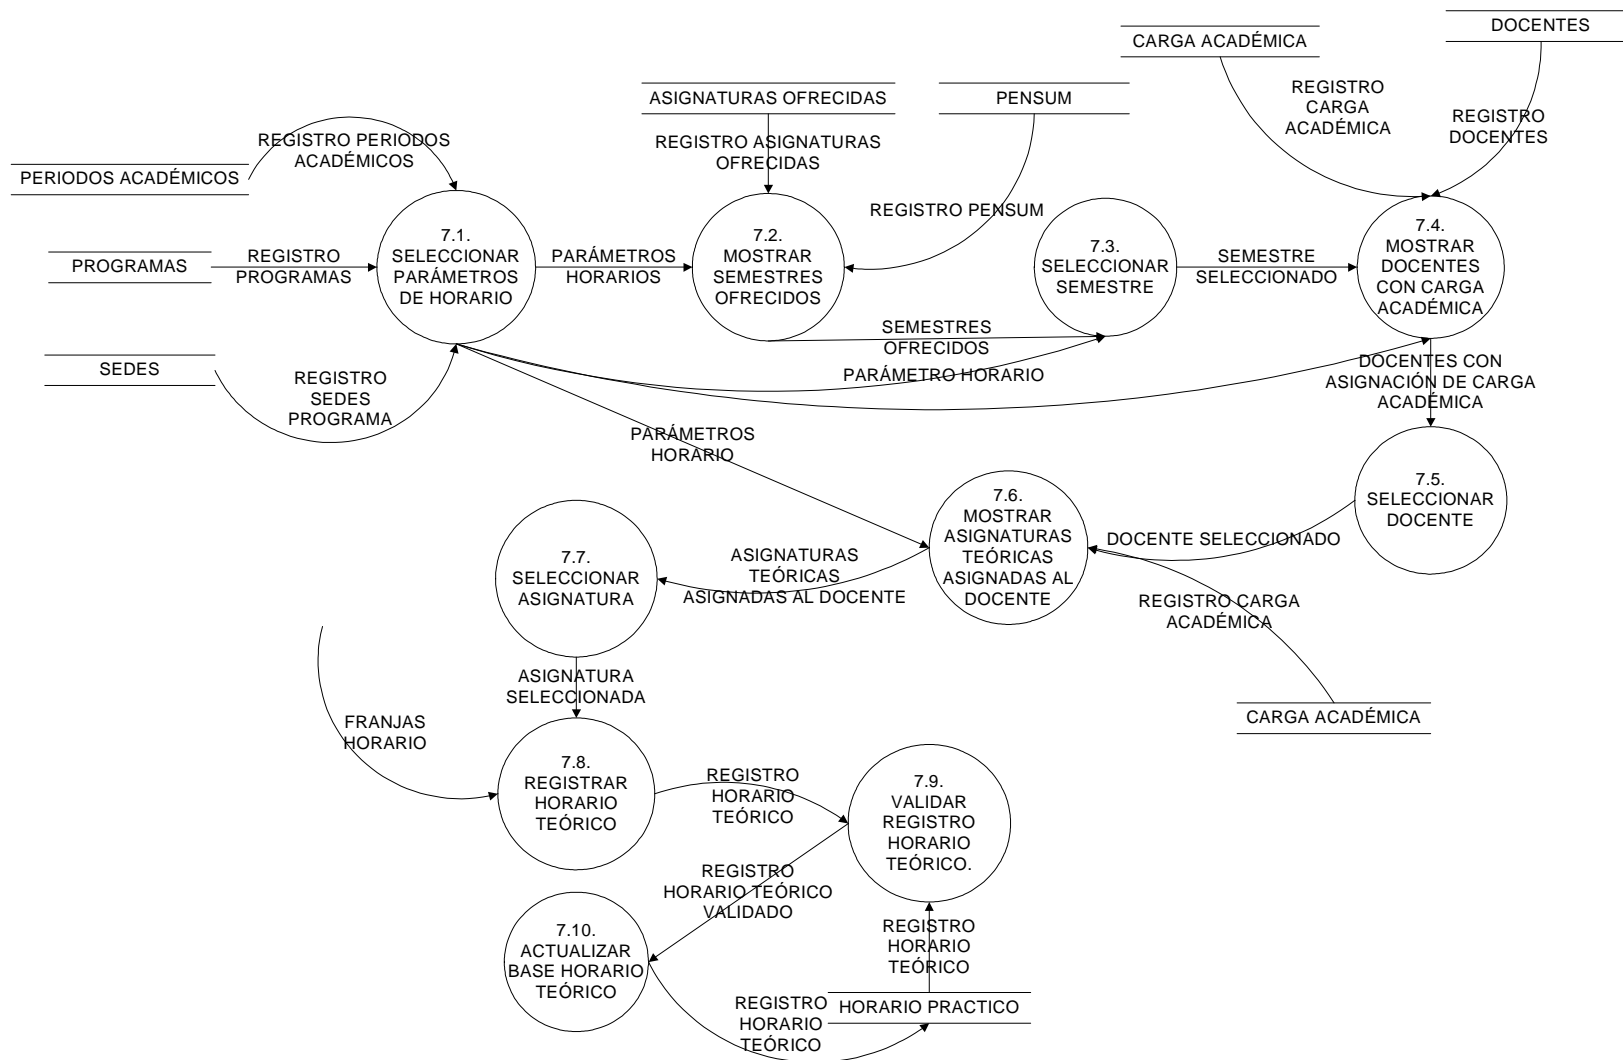 DOCENTES
CARGA ACADÉMICA
ASIGNATURAS OFRECIDAS
PENSUM
REGISTRO
CARGA
ACADÉMICA
REGISTRO
DOCENTES
REGISTRO PERIODOS
ACADÉMICOS
REGISTRO ASIGNATURAS
OFRECIDAS
PERIODOS ACADÉMICOS
REGISTRO PENSUM
PROGRAMAS
REGISTRO
PROGRAMAS
7.1.
SELECCIONAR
PARÁMETROS
DE HORARIO
PARÁMETROS
HORARIOS
7.2.
MOSTRAR
SEMESTRES
OFRECIDOS
7.3.
SELECCIONAR
SEMESTRE
SEMESTRE
SELECCIONADO
7.4.
MOSTRAR
DOCENTES
CON CARGA
ACADÉMICA
SEMESTRES
OFRECIDOS
SEDES
REGISTRO
SEDES
PROGRAMA
PARÁMETRO HORARIO
DOCENTES CON
ASIGNACIÓN DE CARGA
ACADÉMICA
PARÁMETROS
HORARIO
7.5.
SELECCIONAR
DOCENTE
7.6.
MOSTRAR
ASIGNATURAS
TEÓRICAS
ASIGNADAS AL
DOCENTE
DOCENTE SELECCIONADO
ASIGNATURAS
TEÓRICAS
ASIGNADAS AL DOCENTE
7.7.
SELECCIONAR
ASIGNATURA
REGISTRO CARGA
ACADÉMICA
ASIGNATURA
SELECCIONADA
CARGA ACADÉMICA
FRANJAS
HORARIO
7.8.
REGISTRAR
HORARIO
TEÓRICO
REGISTRO
HORARIO
TEÓRICO
7.9.
VALIDAR
REGISTRO
HORARIO
TEÓRICO.
REGISTRO
HORARIO TEÓRICO
VALIDADO
7.10.
ACTUALIZAR
BASE HORARIO
TEÓRICO
REGISTRO
HORARIO
TEÓRICO
REGISTRO
HORARIO
TEÓRICO
HORARIO PRACTICO